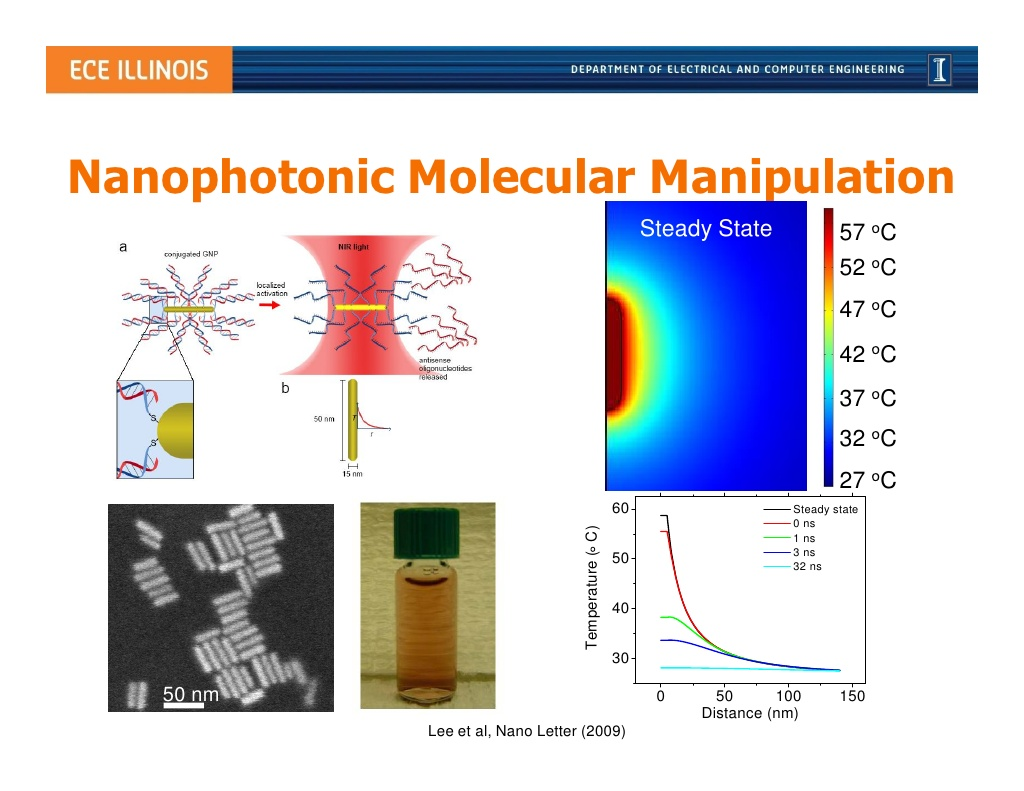 ECE ILLINOIS
DEPARTMENT OF ELECTRICAL AND COMPUTER ENGINEERING
I
Nanophotonic Molecular Manipulation
a
conjugated GNP
localized
activation
NIR light
antisense
oligonucleotides
released
S
S
b
50 nm
T
r
15 nm
Steady State
57 ºC
52 ºC
47 ºC
42 ºC
37 ºC
32 ºC
27 ºC
50 nm
Temperature (º C)
60
50
40
30
Steady state
0 ns
1 ns
3 ns
32 ns
0 50 100 150
Distance (nm)
Lee et al, Nano Letter (2009)